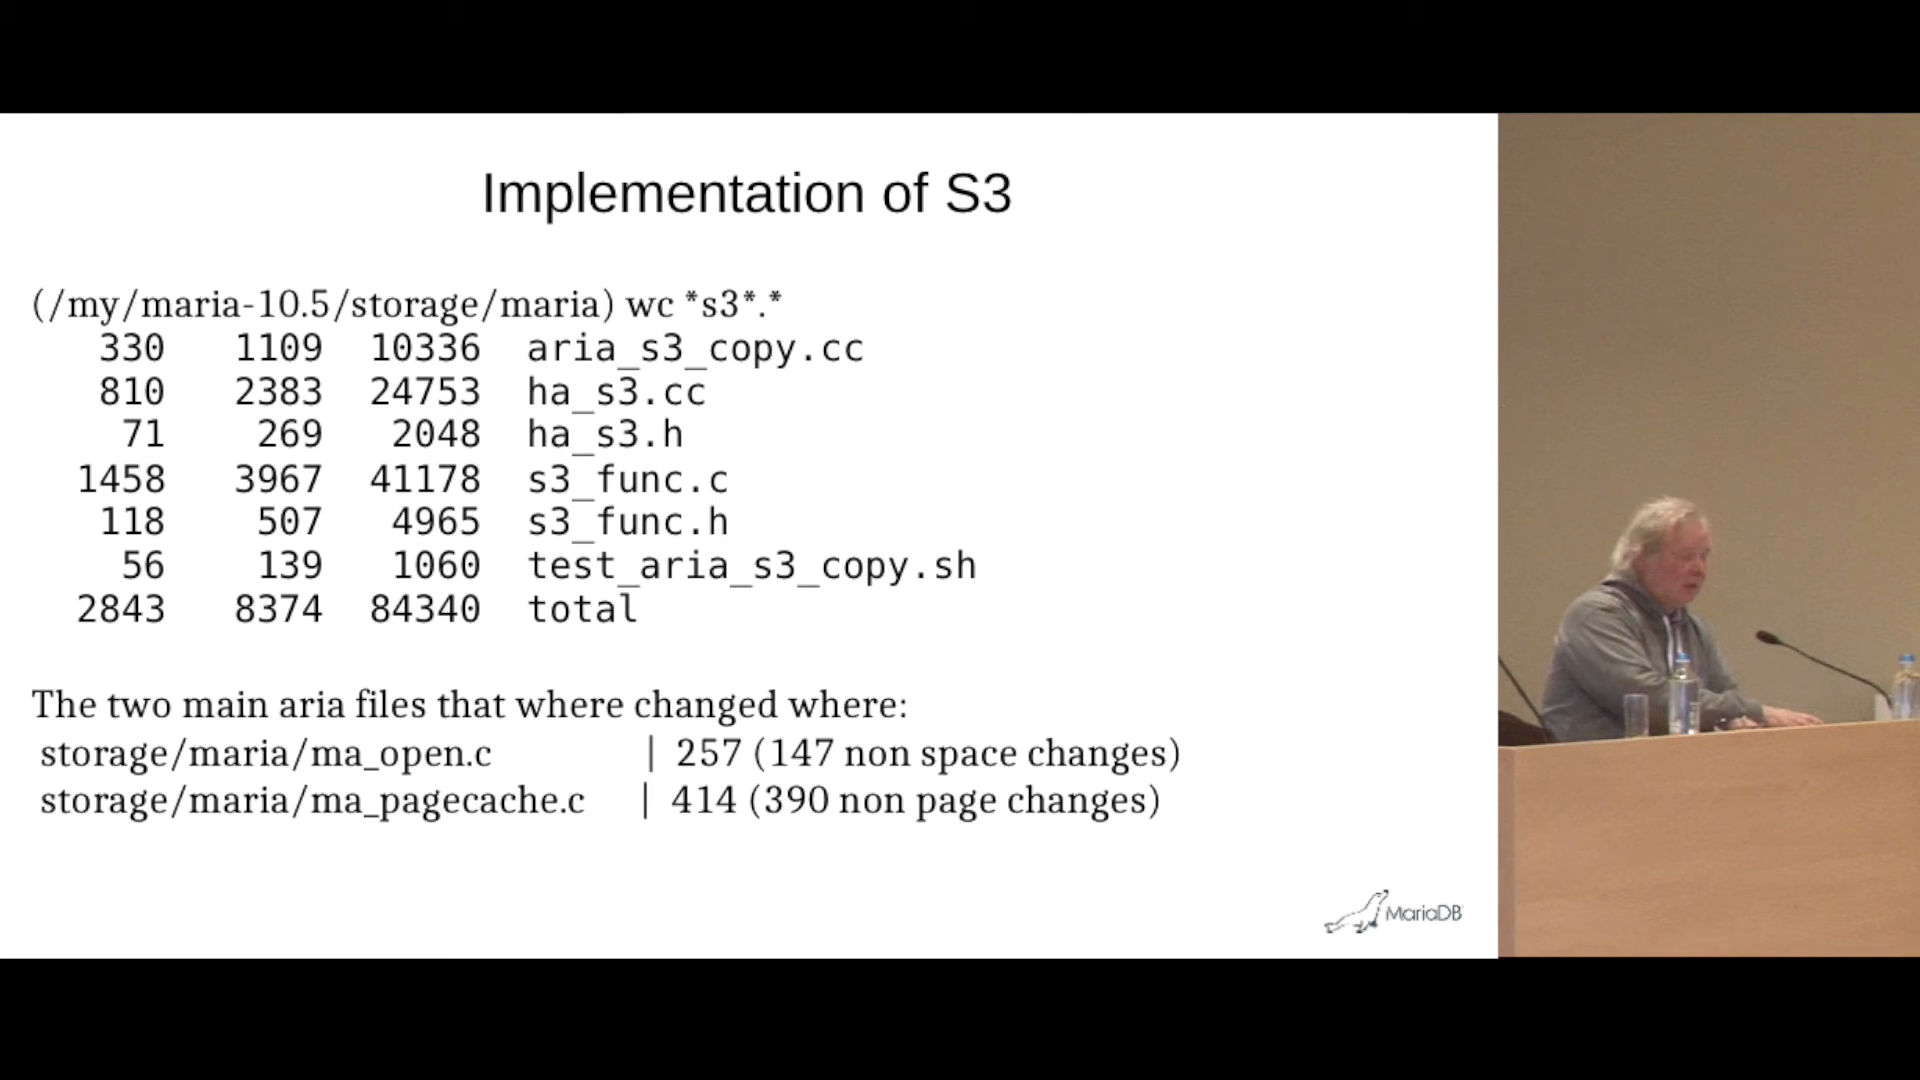 Implementation of S3
(/my/maria-10.5/storage/maria) wc *s3*.*
330 1109 10336 aria_s3_copy.cc
810 2383 24753 ha_s3.cc
71 269 2048 ha_s3.h
1458 3967 41178 s3_func.c
118 507 4965 s3_func.h
56 139 1060 test_aria_s3_copy.sh
2843 8374 84340 total
The two main aria files that where changed where:
storage/maria/ma_open.c | 257 (147 non space changes)
storage/maria/ma_pagecache.c | 414 (390 non page changes)
MariaDB